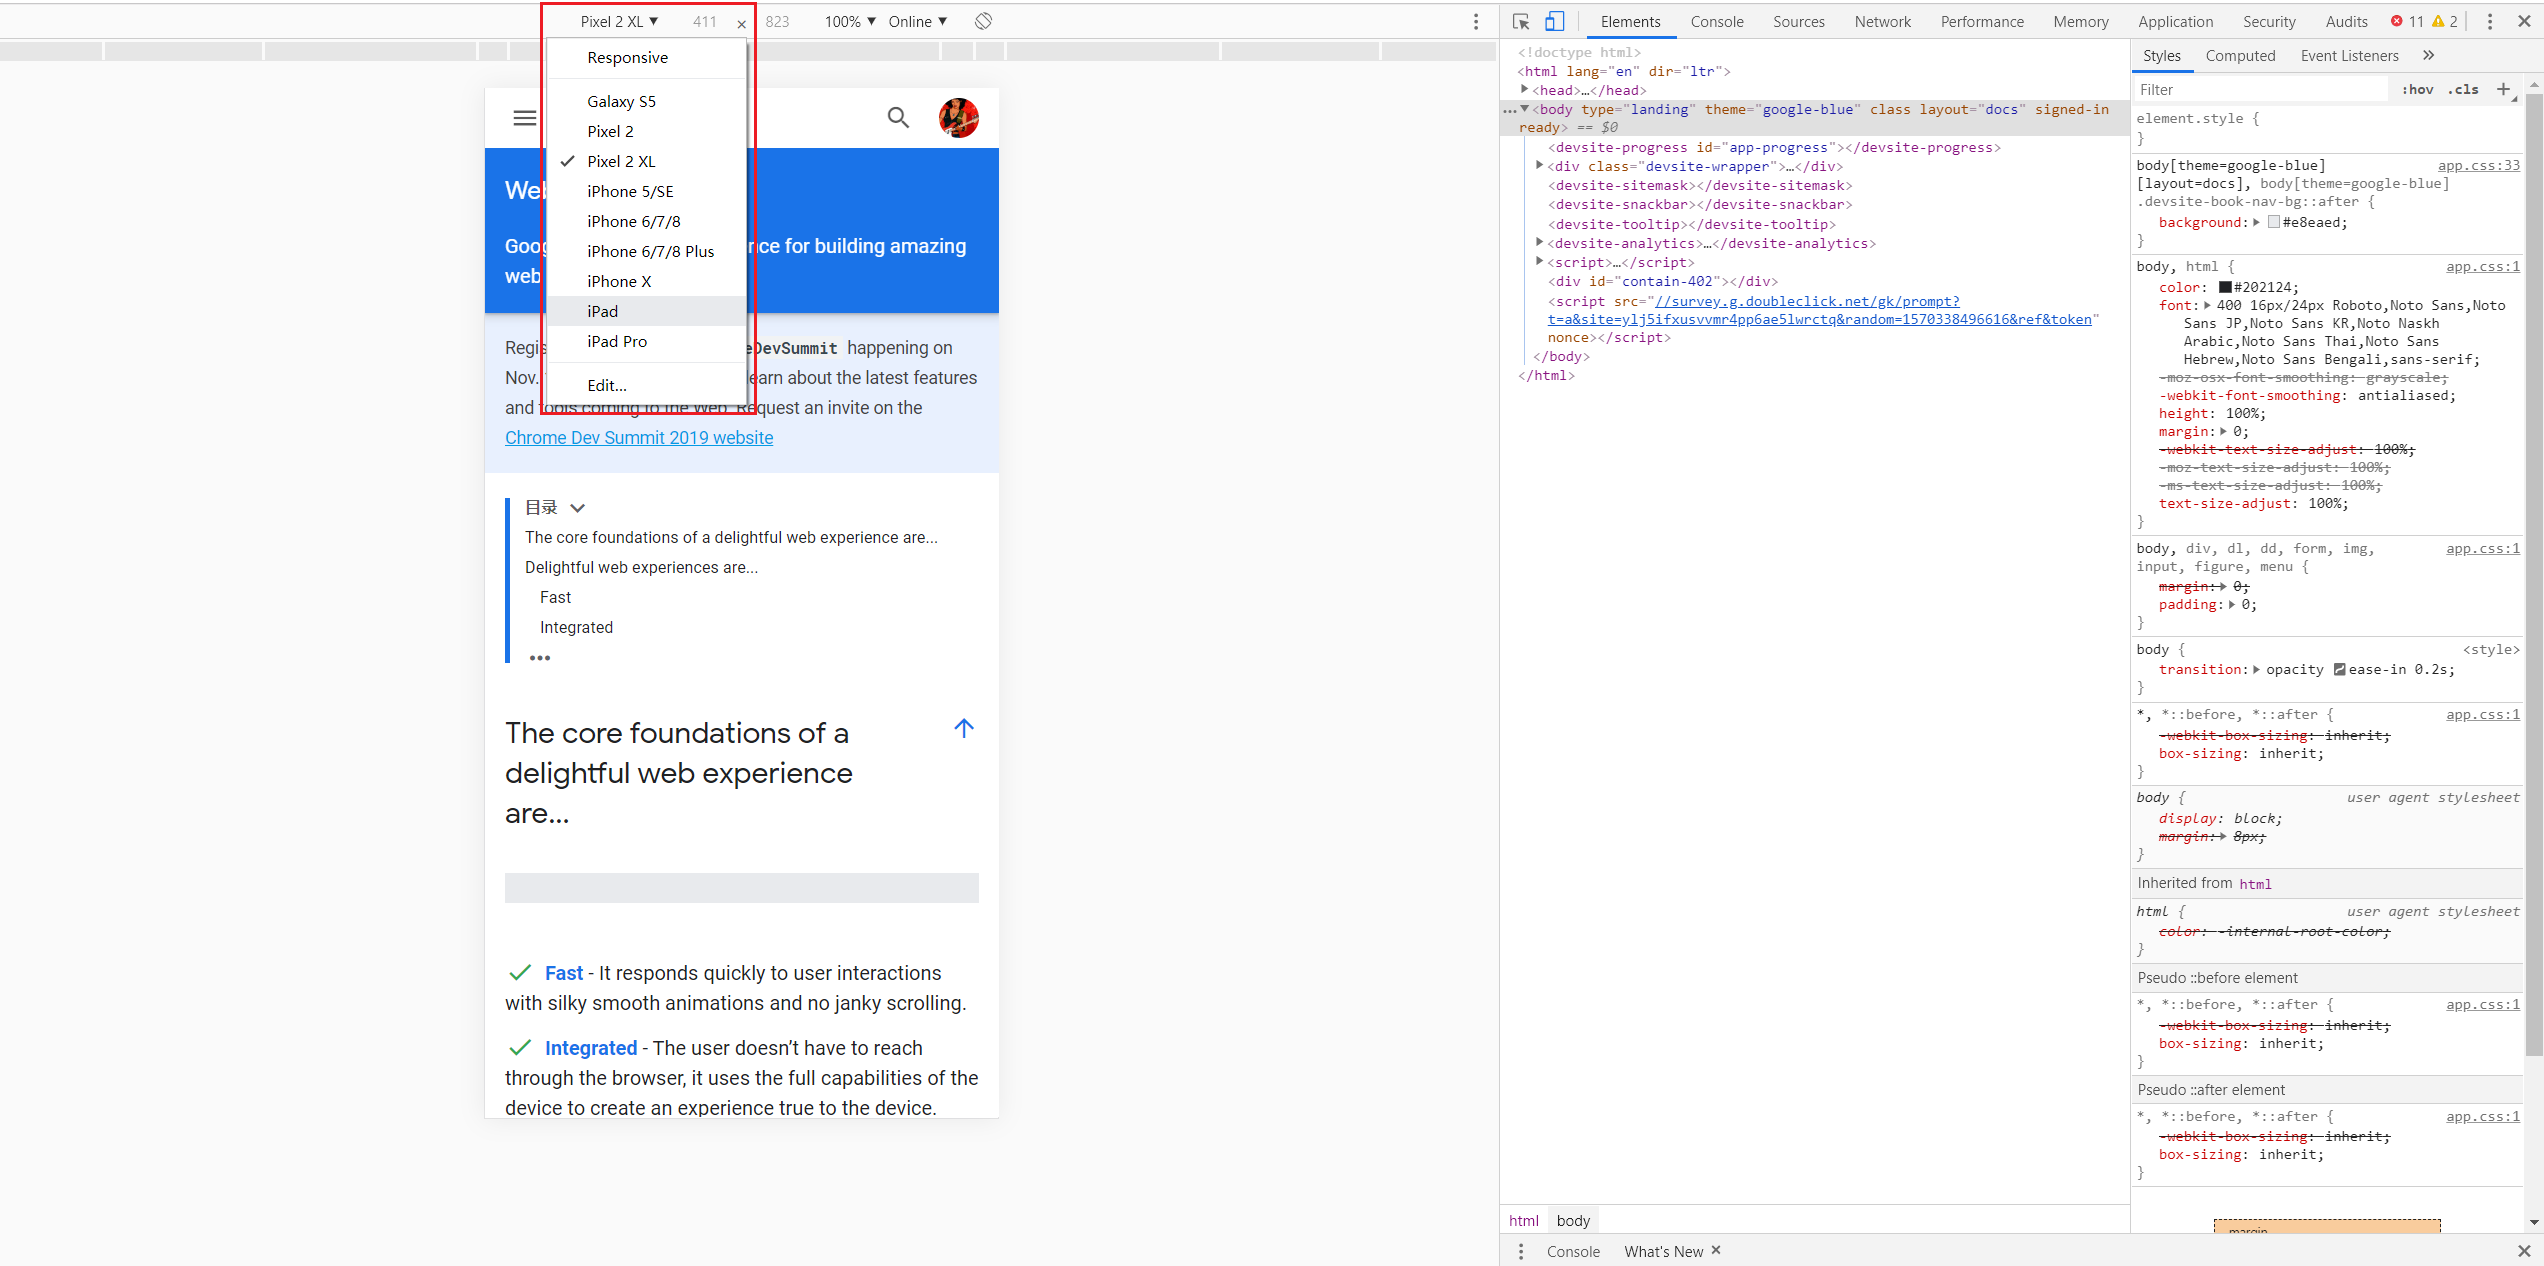 Pixel 2 XL ▼ 411 × 823 100% ▼ Online ▼
Responsive
Galaxy S5
Pixel 2
Pixel 2 XL
iPhone 5/SE
iPhone 6/7/8
iPhone 6/7/8 Plus
iPhone X
iPad
iPad Pro
Edit...
for building amazing
web
happening on
Nov.
about the latest features
and tools coming to the Web. Request an invite on the
Chrome Dev Summit 2019 website
目录
The core foundations of a delightful web experience are...
Delightful web experiences are...
Fast
Integrated
•••
The core foundations of a
delightful web experience
are...
Fast - It responds quickly to user interactions
with silky smooth animations and no janky scrolling.
Integrated - The user doesn’t have to reach
through the browser, it uses the full capabilities of the
device to create an experience true to the device.
Elements Console Sources Network Performance Memory Application Security Audits 11 2
<!doctype html>
<html lang="en" dir="ltr">
<head>…</head>
<body type="landing" theme="google-blue" class layout="docs" signed-in
ready> == $0
<devsite-progress id="app-progress"></devsite-progress>
<div class="devsite-wrapper">…</div>
<devsite-sitemask></devsite-sitemask>
<devsite-snackbar></devsite-snackbar>
<devsite-tooltip></devsite-tooltip>
<devsite-analytics>…</devsite-analytics>
<script>…</script>
<div id="contain-402"></div>
<script src="//survey.g.doubleclick.net/gk/prompt?
t=a&site=ylj5ifxusvvmr4pp6ae5lwrctq&random=1570338496616&ref&token"
nonce></script>
</body>
</html>
html body
Console What's New ×
Styles Computed Event Listeners »
Filter :hov .cls +
element.style {
}
body[theme=google-blue] app.css:33
[layout=docs], body[theme=google-blue]
.devsite-book-nav-bg::after {
background: #e8eaed;
}
body, html { app.css:1
color: #202124;
font: 400 16px/24px Roboto,Noto Sans,Noto
Sans JP,Noto Sans KR,Noto Naskh
Arabic,Noto Sans Thai,Noto Sans
Hebrew,Noto Sans Bengali,sans-serif;
-moz-osx-font-smoothing: grayscale;
-webkit-font-smoothing: antialiased;
height: 100%;
margin: 0;
-webkit-text-size-adjust: 100%;
-moz-text-size-adjust: 100%;
-ms-text-size-adjust: 100%;
text-size-adjust: 100%;
}
body, div, dl, dd, form, img, app.css:1
input, figure, menu {
margin: 0;
padding: 0;
}
body { <style>
transition: opacity ease-in 0.2s;
}
*, *::before, *::after { app.css:1
-webkit-box-sizing: inherit;
box-sizing: inherit;
}
body { user agent stylesheet
display: block;
margin: 8px;
}
Inherited from html
html { user agent stylesheet
color: -internal-root-color;
}
Pseudo ::before element
*, *::before, *::after { app.css:1
-webkit-box-sizing: inherit;
box-sizing: inherit;
}
Pseudo ::after element
*, *::before, *::after { app.css:1
-webkit-box-sizing: inherit;
box-sizing: inherit;
}
margin